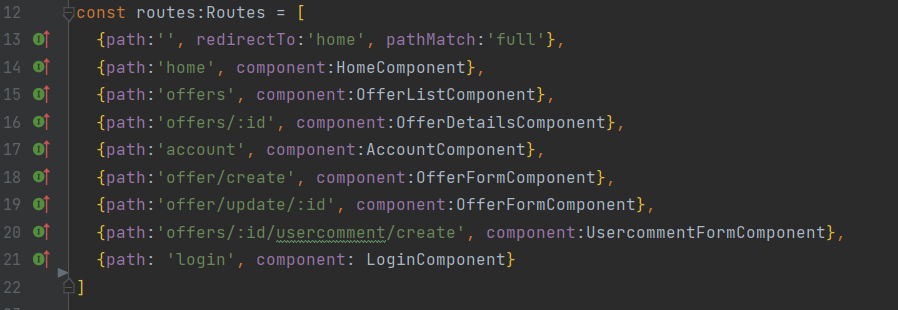 12 const routes:Routes = [
13 {path:'', redirectTo:'home', pathMatch:'full'},
14 {path:'home', component:HomeComponent},
15 {path:'offers', component:OfferListComponent},
16 {path:'offers/:id', component:OfferDetailsComponent},
17 {path:'account', component:AccountComponent},
18 {path:'offer/create', component:OfferFormComponent},
19 {path:'offer/update/:id', component:OfferFormComponent},
20 {path:'offers/:id/usercomment/create', component:UsercommentFormComponent},
21 {path: 'login', component: LoginComponent}
22 ]